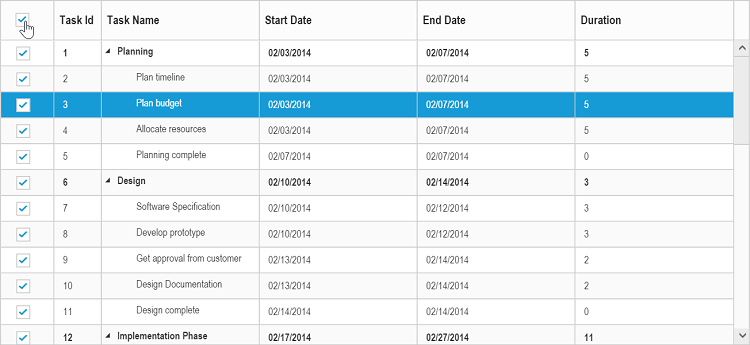 Task Id Task Name Start Date End Date Duration
1 Planning 02/03/2014 02/07/2014 5
2 Plan timeline 02/03/2014 02/07/2014 5
3 Plan budget 02/03/2014 02/07/2014 5
4 Allocate resources 02/03/2014 02/07/2014 5
5 Planning complete 02/07/2014 02/07/2014 0
6 Design 02/10/2014 02/14/2014 3
7 Software Specification 02/10/2014 02/12/2014 3
8 Develop prototype 02/10/2014 02/12/2014 3
9 Get approval from customer 02/13/2014 02/14/2014 2
10 Design Documentation 02/13/2014 02/14/2014 2
11 Design complete 02/14/2014 02/14/2014 0
12 Implementation Phase 02/17/2014 02/27/2014 11